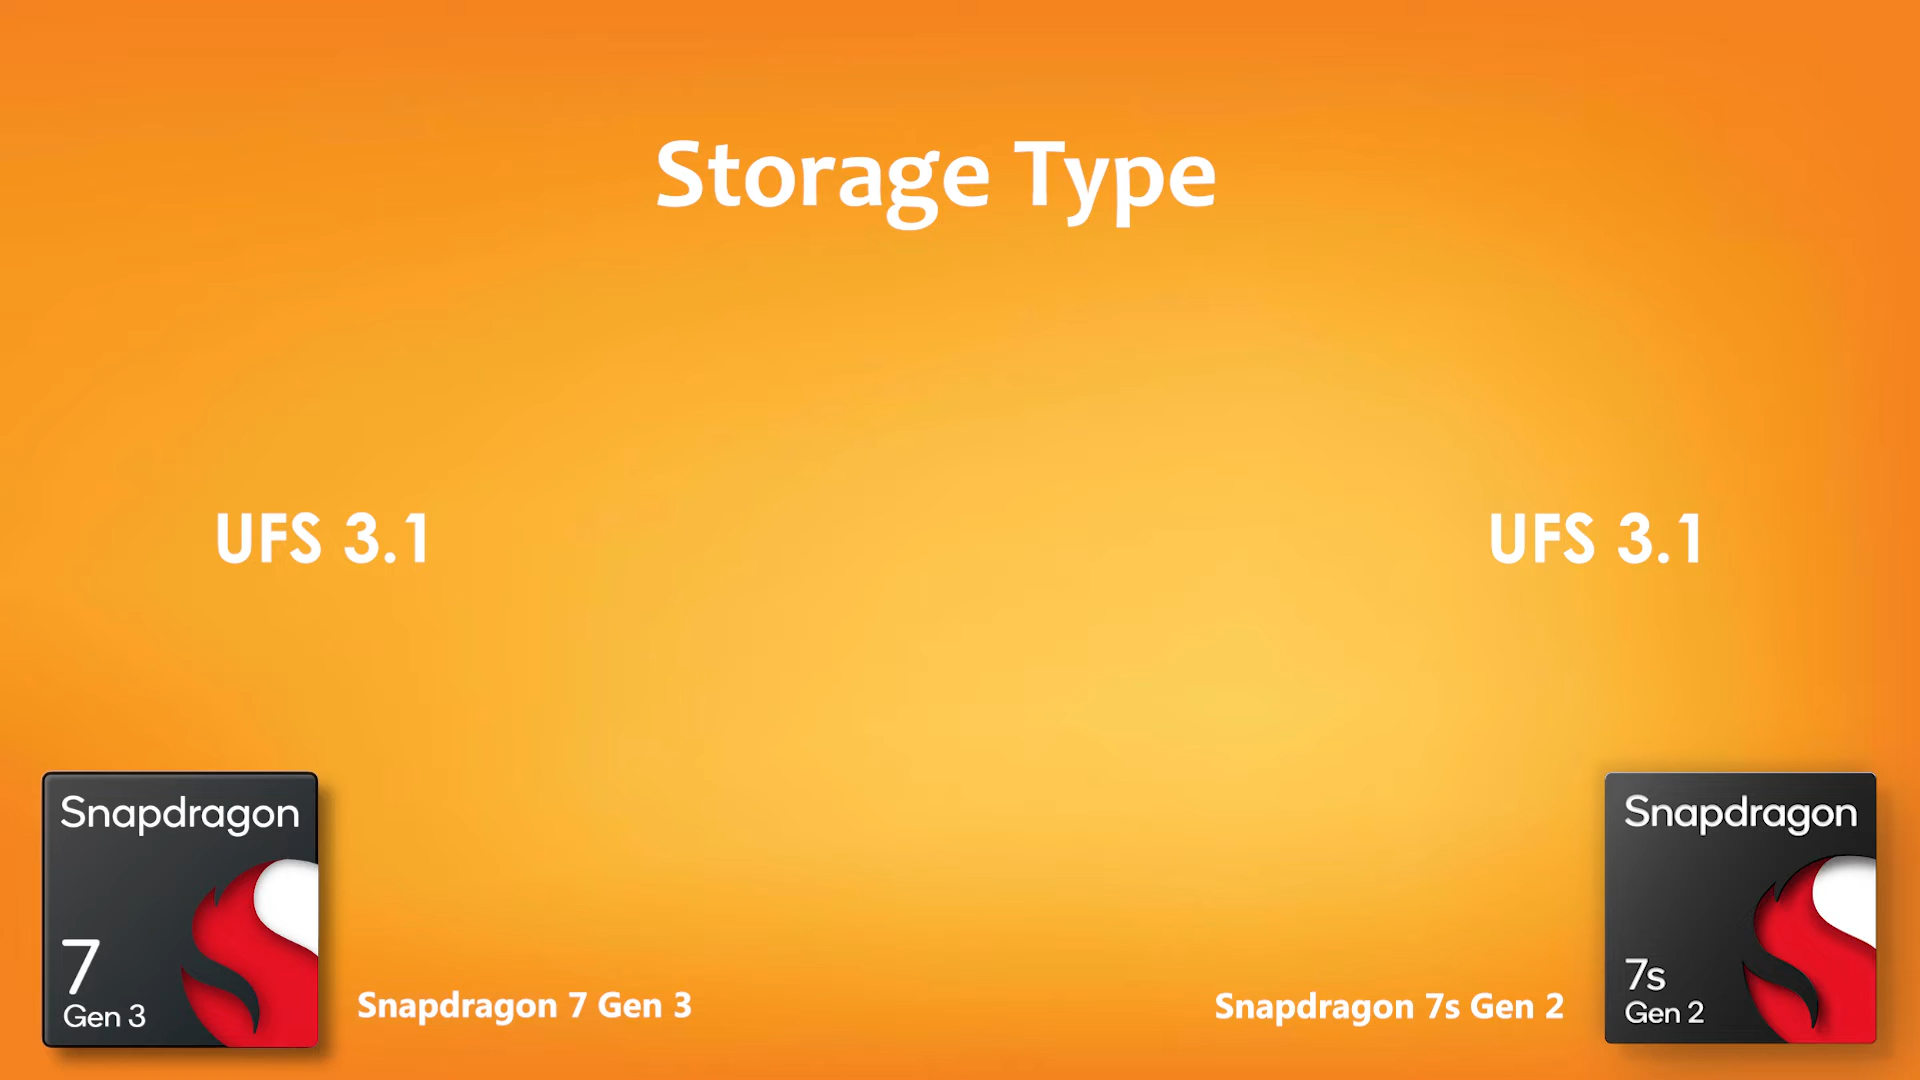 Storage Type
UFS 3.1
UFS 3.1
Snapdragon
7
Gen 3
Snapdragon 7 Gen 3
Snapdragon 7s Gen 2
Snapdragon
7s
Gen 2